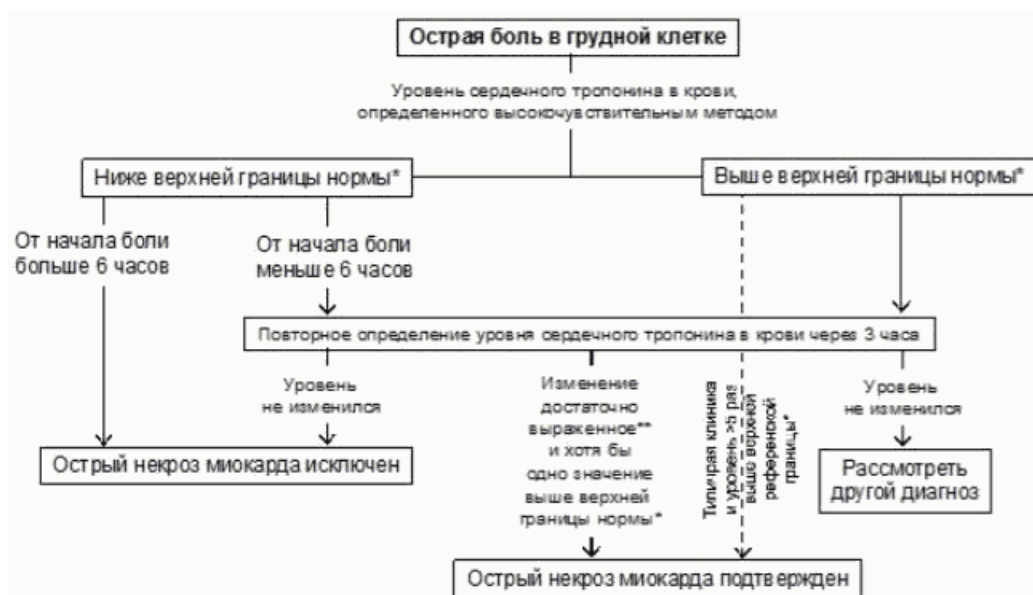 Острая боль в грудной клетке
Уровень сердечного тропонина в крови,
определенного высокочувствительным методом
Ниже верхней границы нормы*
Выше верхней границы нормы*
От начала боли
больше 6 часов
От начала боли
меньше 6 часов
Повторное определение уровня сердечного тропонина в крови через 3 часа
Уровень
не изменился
Изменение
достаточно
выраженное**
и хотя бы
одно значение
выше верхней
границы нормы*
Типичная клиника
и уровень >5 раз
выше верхней
референсной
границы*
Уровень
не изменился
Острый некроз миокарда исключен
Рассмотреть
другой диагноз
Острый некроз миокарда подтвержден